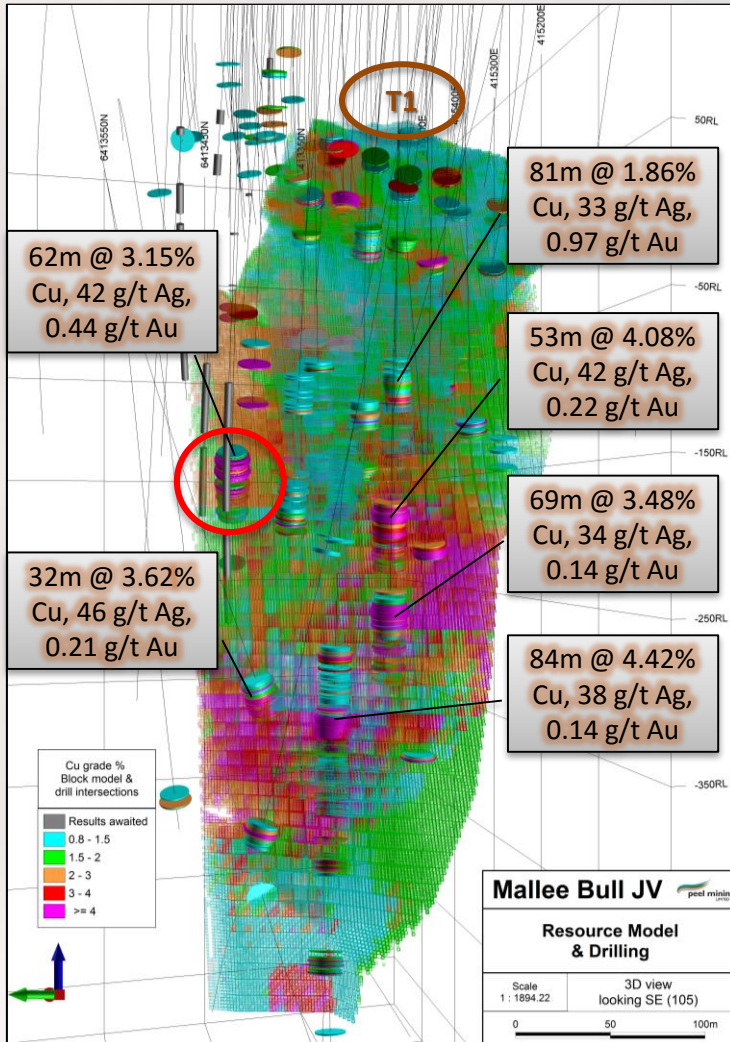 T1
415200E
415300E
6413550N
6413450N
50RL
-50RL
-150RL
-250RL
-350RL
81m @ 1.86%
Cu, 33 g/t Ag,
0.97 g/t Au
62m @ 3.15%
Cu, 42 g/t Ag,
0.44 g/t Au
53m @ 4.08%
Cu, 42 g/t Ag,
0.22 g/t Au
69m @ 3.48%
Cu, 34 g/t Ag,
0.14 g/t Au
32m @ 3.62%
Cu, 46 g/t Ag,
0.21 g/t Au
84m @ 4.42%
Cu, 38 g/t Ag,
0.14 g/t Au
Cu grade %
Block model &
drill intersections
Results awaited
0.8 - 1.5
1.5 - 2
2 - 3
3 - 4
>= 4
Mallee Bull JV
peel minin
LIMITED
Resource Model
& Drilling
Scale
1 : 1894.22
3D view
looking SE (105)
0 50 100m